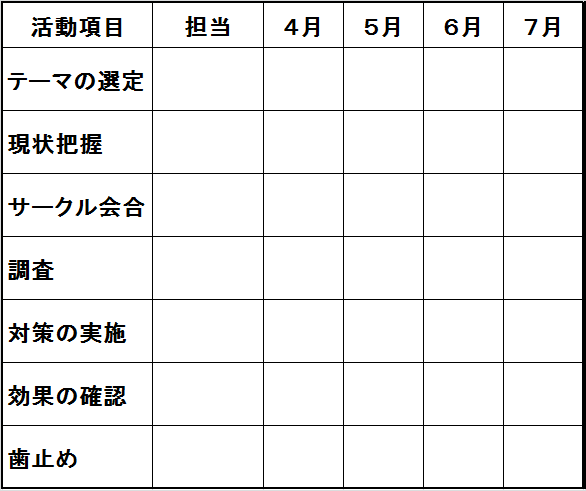 活動項目 担当 4月 5月 6月 7月
テーマの選定
現状把握
サークル会合
調査
対策の実施
効果の確認
歯止め